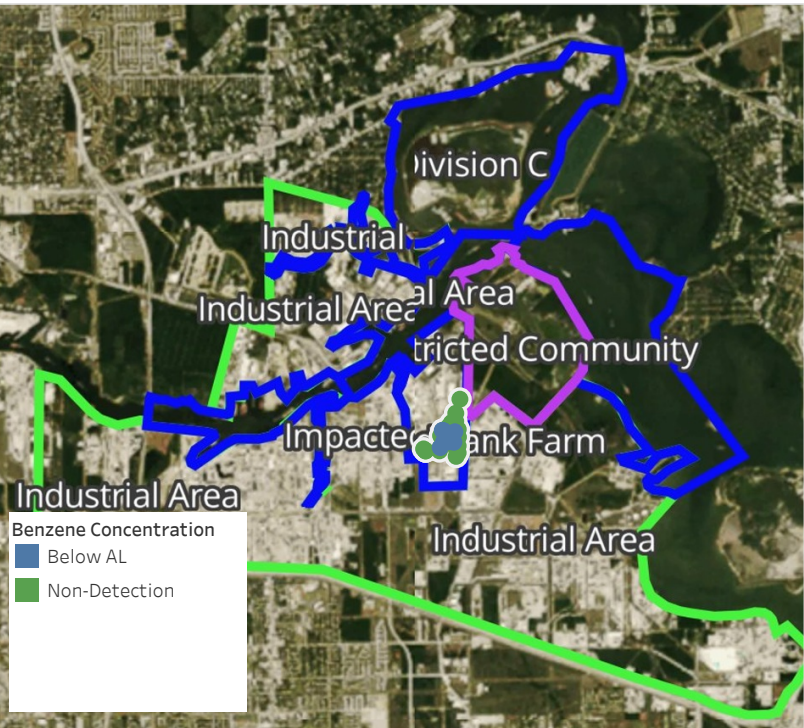 Division C
Industrial
al Area
Industrial Area
tricted Community
Impacted
ank Farm
Industrial Area
Industrial Area
Benzene Concentration
Below AL
Non-Detection